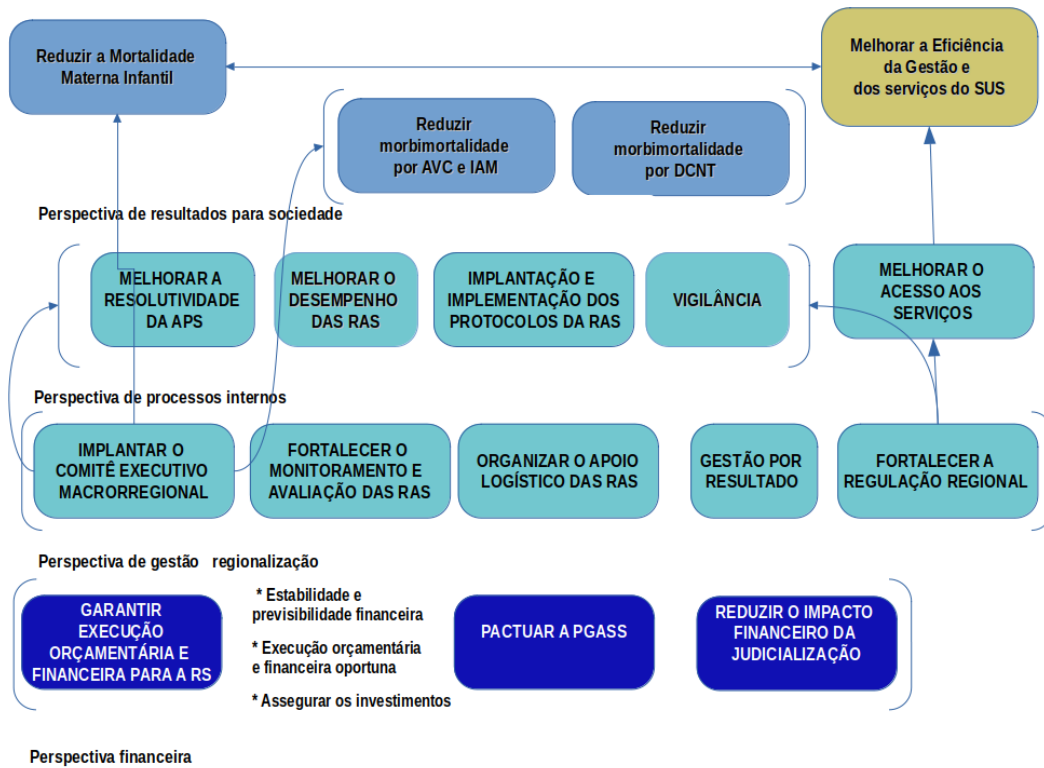 Reduzir a Mortalidade
Materna Infantil
Melhorar a Eficiência
da Gestão e
dos serviços do SUS
Reduzir
morbimortalidade
por AVC e IAM
Reduzir
morbimortalidade
por DCNT
Perspectiva de resultados para sociedade
MELHORAR A
RESOLUTIVIDADE
DA APS
MELHORAR O
DESEMPENHO
DAS RAS
IMPLANTAÇÃO E
IMPLEMENTAÇÃO DOS
PROTOCOLOS DA RAS
VIGILÂNCIA
MELHORAR O
ACESSO AOS
SERVIÇOS
Perspectiva de processos internos
IMPLANTAR O
COMITÊ EXECUTIVO
MACRORREGIONAL
FORTALECER O
MONITORAMENTO E
AVALIAÇÃO DAS RAS
ORGANIZAR O APOIO
LOGÍSTICO DAS RAS
GESTÃO POR
RESULTADO
FORTALECER A
REGULAÇÃO REGIONAL
Perspectiva de gestão regionalização
GARANTIR
EXECUÇÃO
ORÇAMENTÁRIA E
FINANCEIRA PARA A RS
* Estabilidade e
previsibilidade financeira
* Execução orçamentária
e financeira oportuna
* Assegurar os investimentos
PACTUAR A PGASS
REDUZIR O IMPACTO
FINANCEIRO DA
JUDICIALIZAÇÃO
Perspectiva financeira